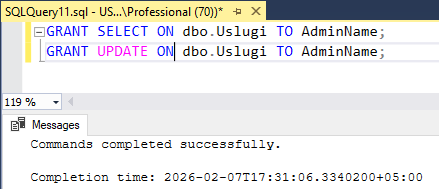 SQLQuery11.sql - US...\Professional (70))*
GRANT SELECT ON dbo.Uslugi TO AdminName;
GRANT UPDATE ON dbo.Uslugi TO AdminName;
119 %
Messages
Commands completed successfully.
Completion time: 2026-02-07T17:31:06.3340200+05:00